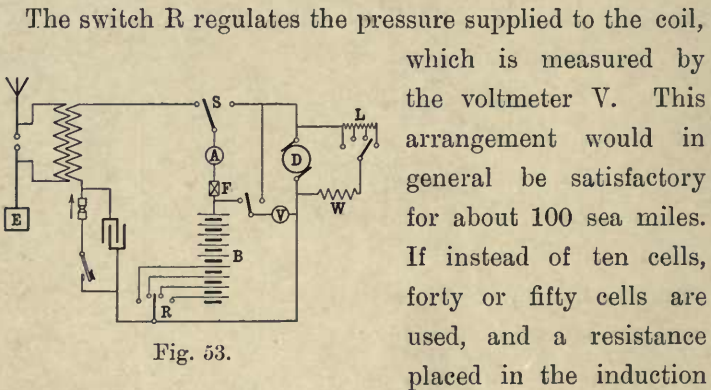 The switch R regulates the pressure supplied to the coil,
which is measured by
the voltmeter V. This
arrangement would in
general be satisfactory
for about 100 sea miles.
If instead of ten cells,
forty or fifty cells are
used, and a resistance
placed in the induction
S
L
A
D
F
W
E
V
B
R
Fig. 53.